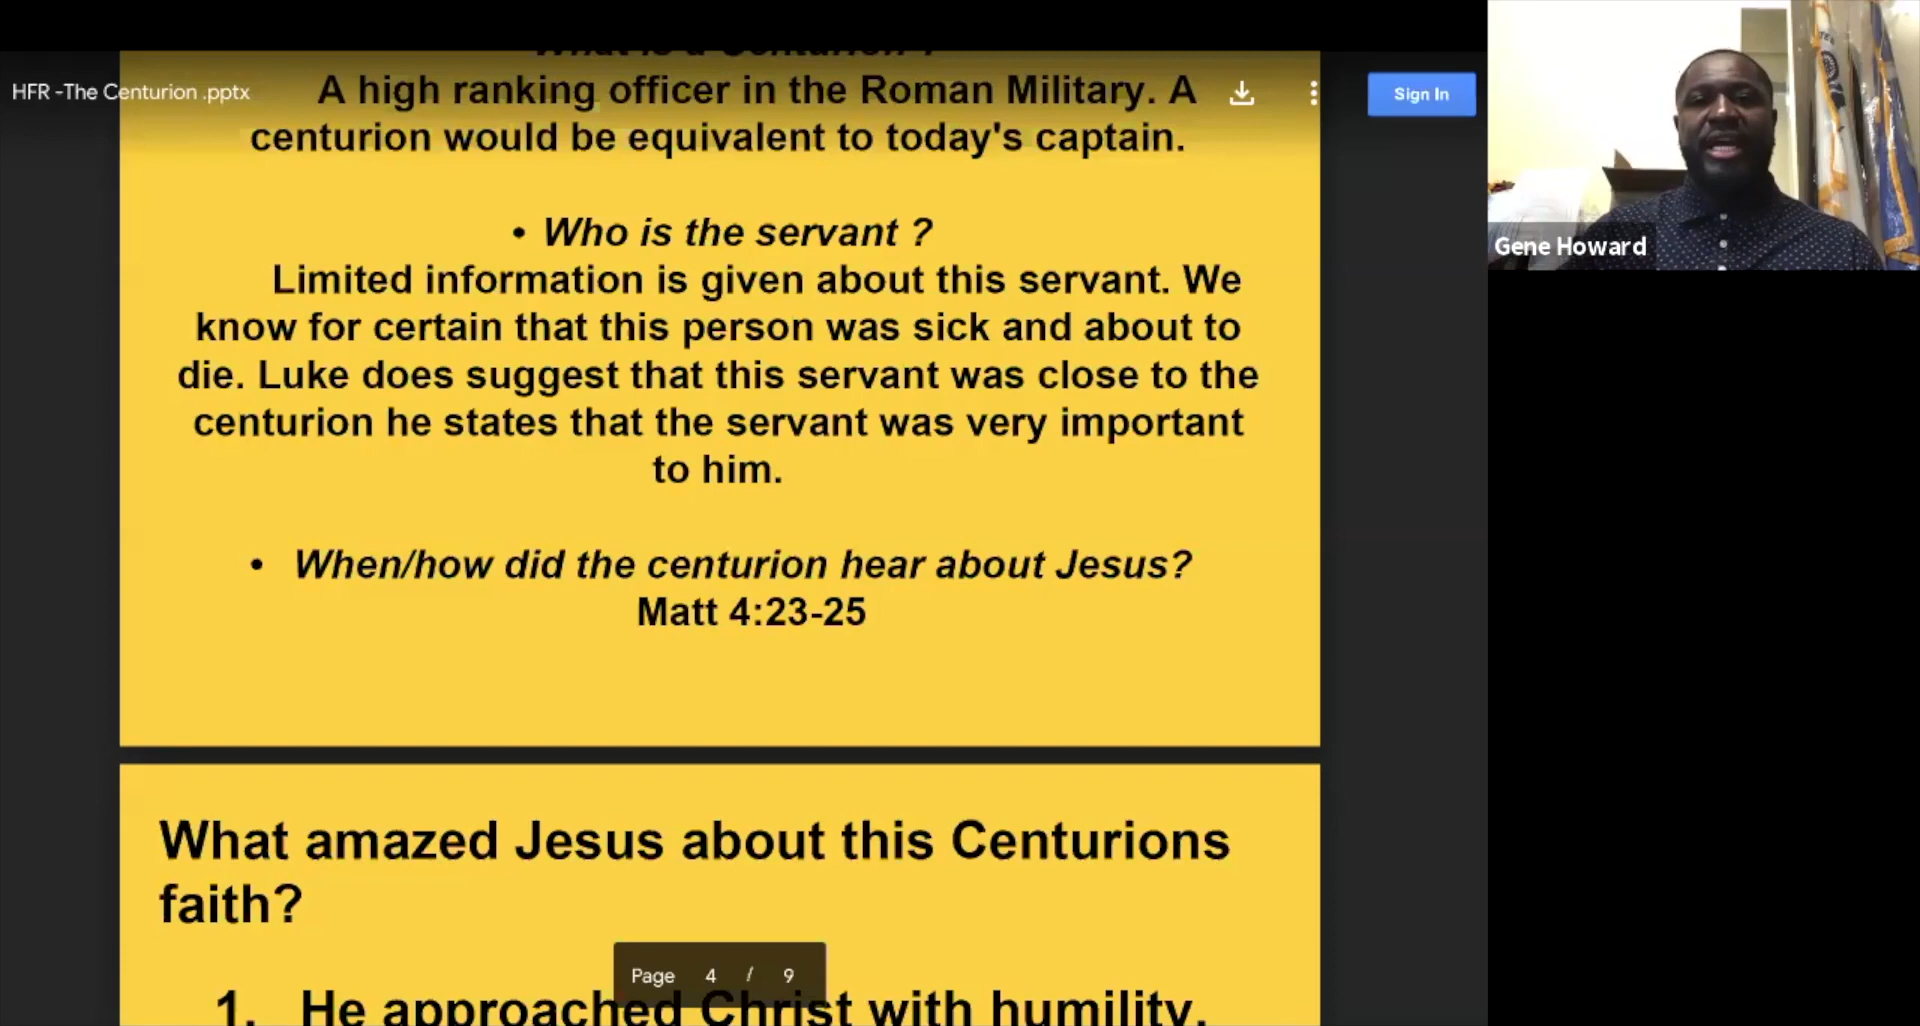 What is a Centurion ?
HFR -The Centurion .pptx
A high ranking officer in the Roman Military. A
Sign In
centurion would be equivalent to today's captain.
• Who is the servant ?
Limited information is given about this servant. We
know for certain that this person was sick and about to
die. Luke does suggest that this servant was close to the
centurion he states that the servant was very important
to him.
• When/how did the centurion hear about Jesus?
Matt 4:23-25
What amazed Jesus about this Centurions
faith?
Page 4 / 9
1. He approached Christ with humility.
Gene Howard